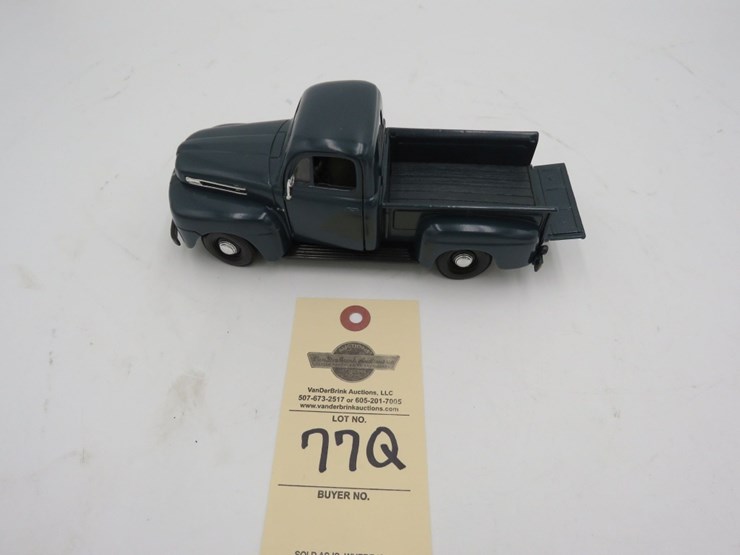 VanDerBrink Auctions, LLC
507-673-2517 or 605-201-7005
www.vanderbrinkauctions.com
LOT NO.
77Q
BUYER NO.